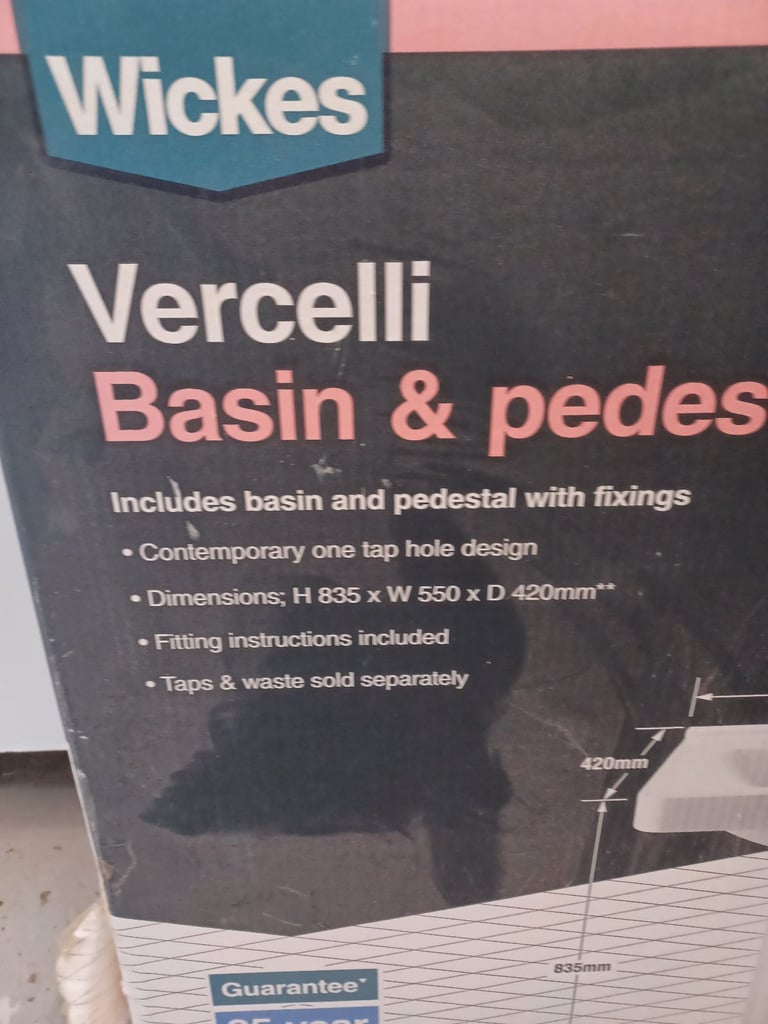 Wickes
Vercelli
Basin & pedes
Includes basin and pedestal with fixings
• Contemporary one tap hole design
• Dimensions; H 835 x W 550 x D 420mm**
• Fitting instructions included
• Taps & waste sold separately
420mm
835mm
Guarantee*